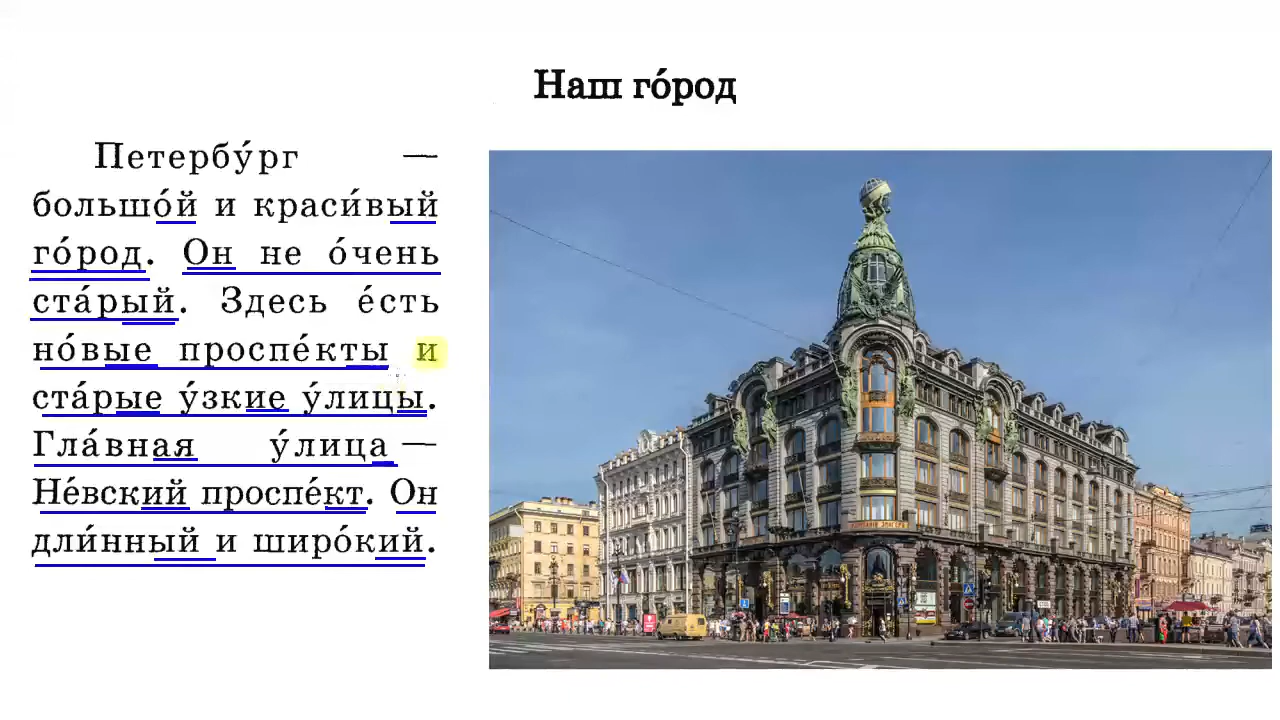 Наш го́род
Петербу́рг —
большо́й и краси́вый
го́род. Он не о́чень
ста́рый. Здесь е́сть
но́вые проспе́кты и
ста́рые у́зкие у́лицы.
Гла́вная у́лица —
Не́вский проспе́кт. Он
дли́нный и широ́кий.